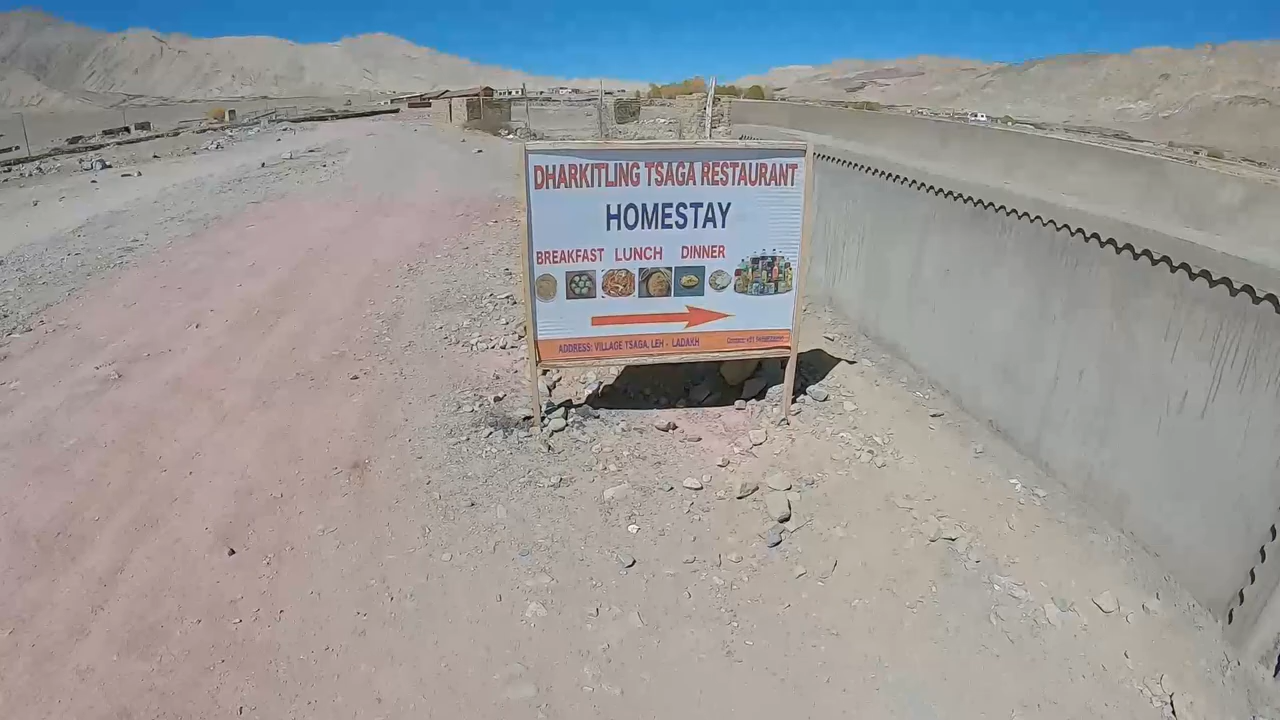 DHARKITLING TSAGA RESTAURANT
HOMESTAY
BREAKFAST LUNCH DINNER
ADDRESS: VILLAGE TSAGA, LEH - LADAKH